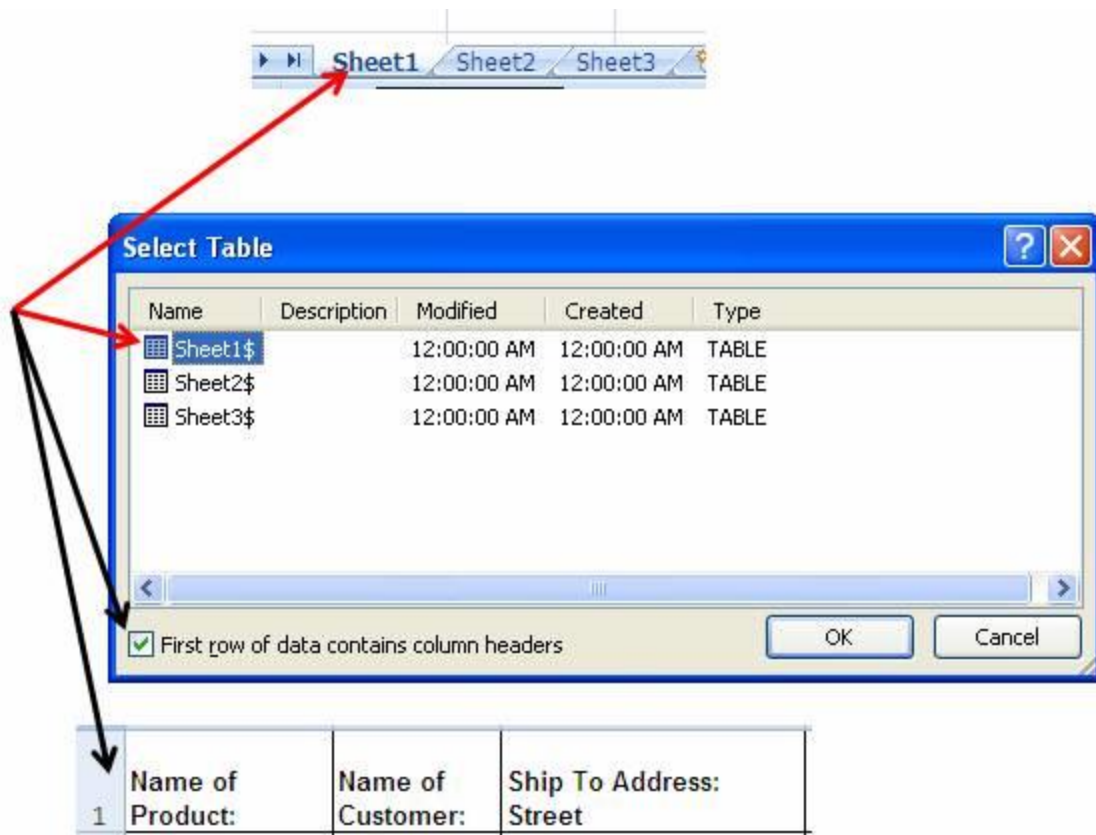 Sheet1 Sheet2 Sheet3
Select Table
Name Description Modified Created Type
Sheet1$ 12:00:00 AM 12:00:00 AM TABLE
Sheet2$ 12:00:00 AM 12:00:00 AM TABLE
Sheet3$ 12:00:00 AM 12:00:00 AM TABLE
First row of data contains column headers OK Cancel
Name of Name of Ship To Address:
1 Product: Customer: Street